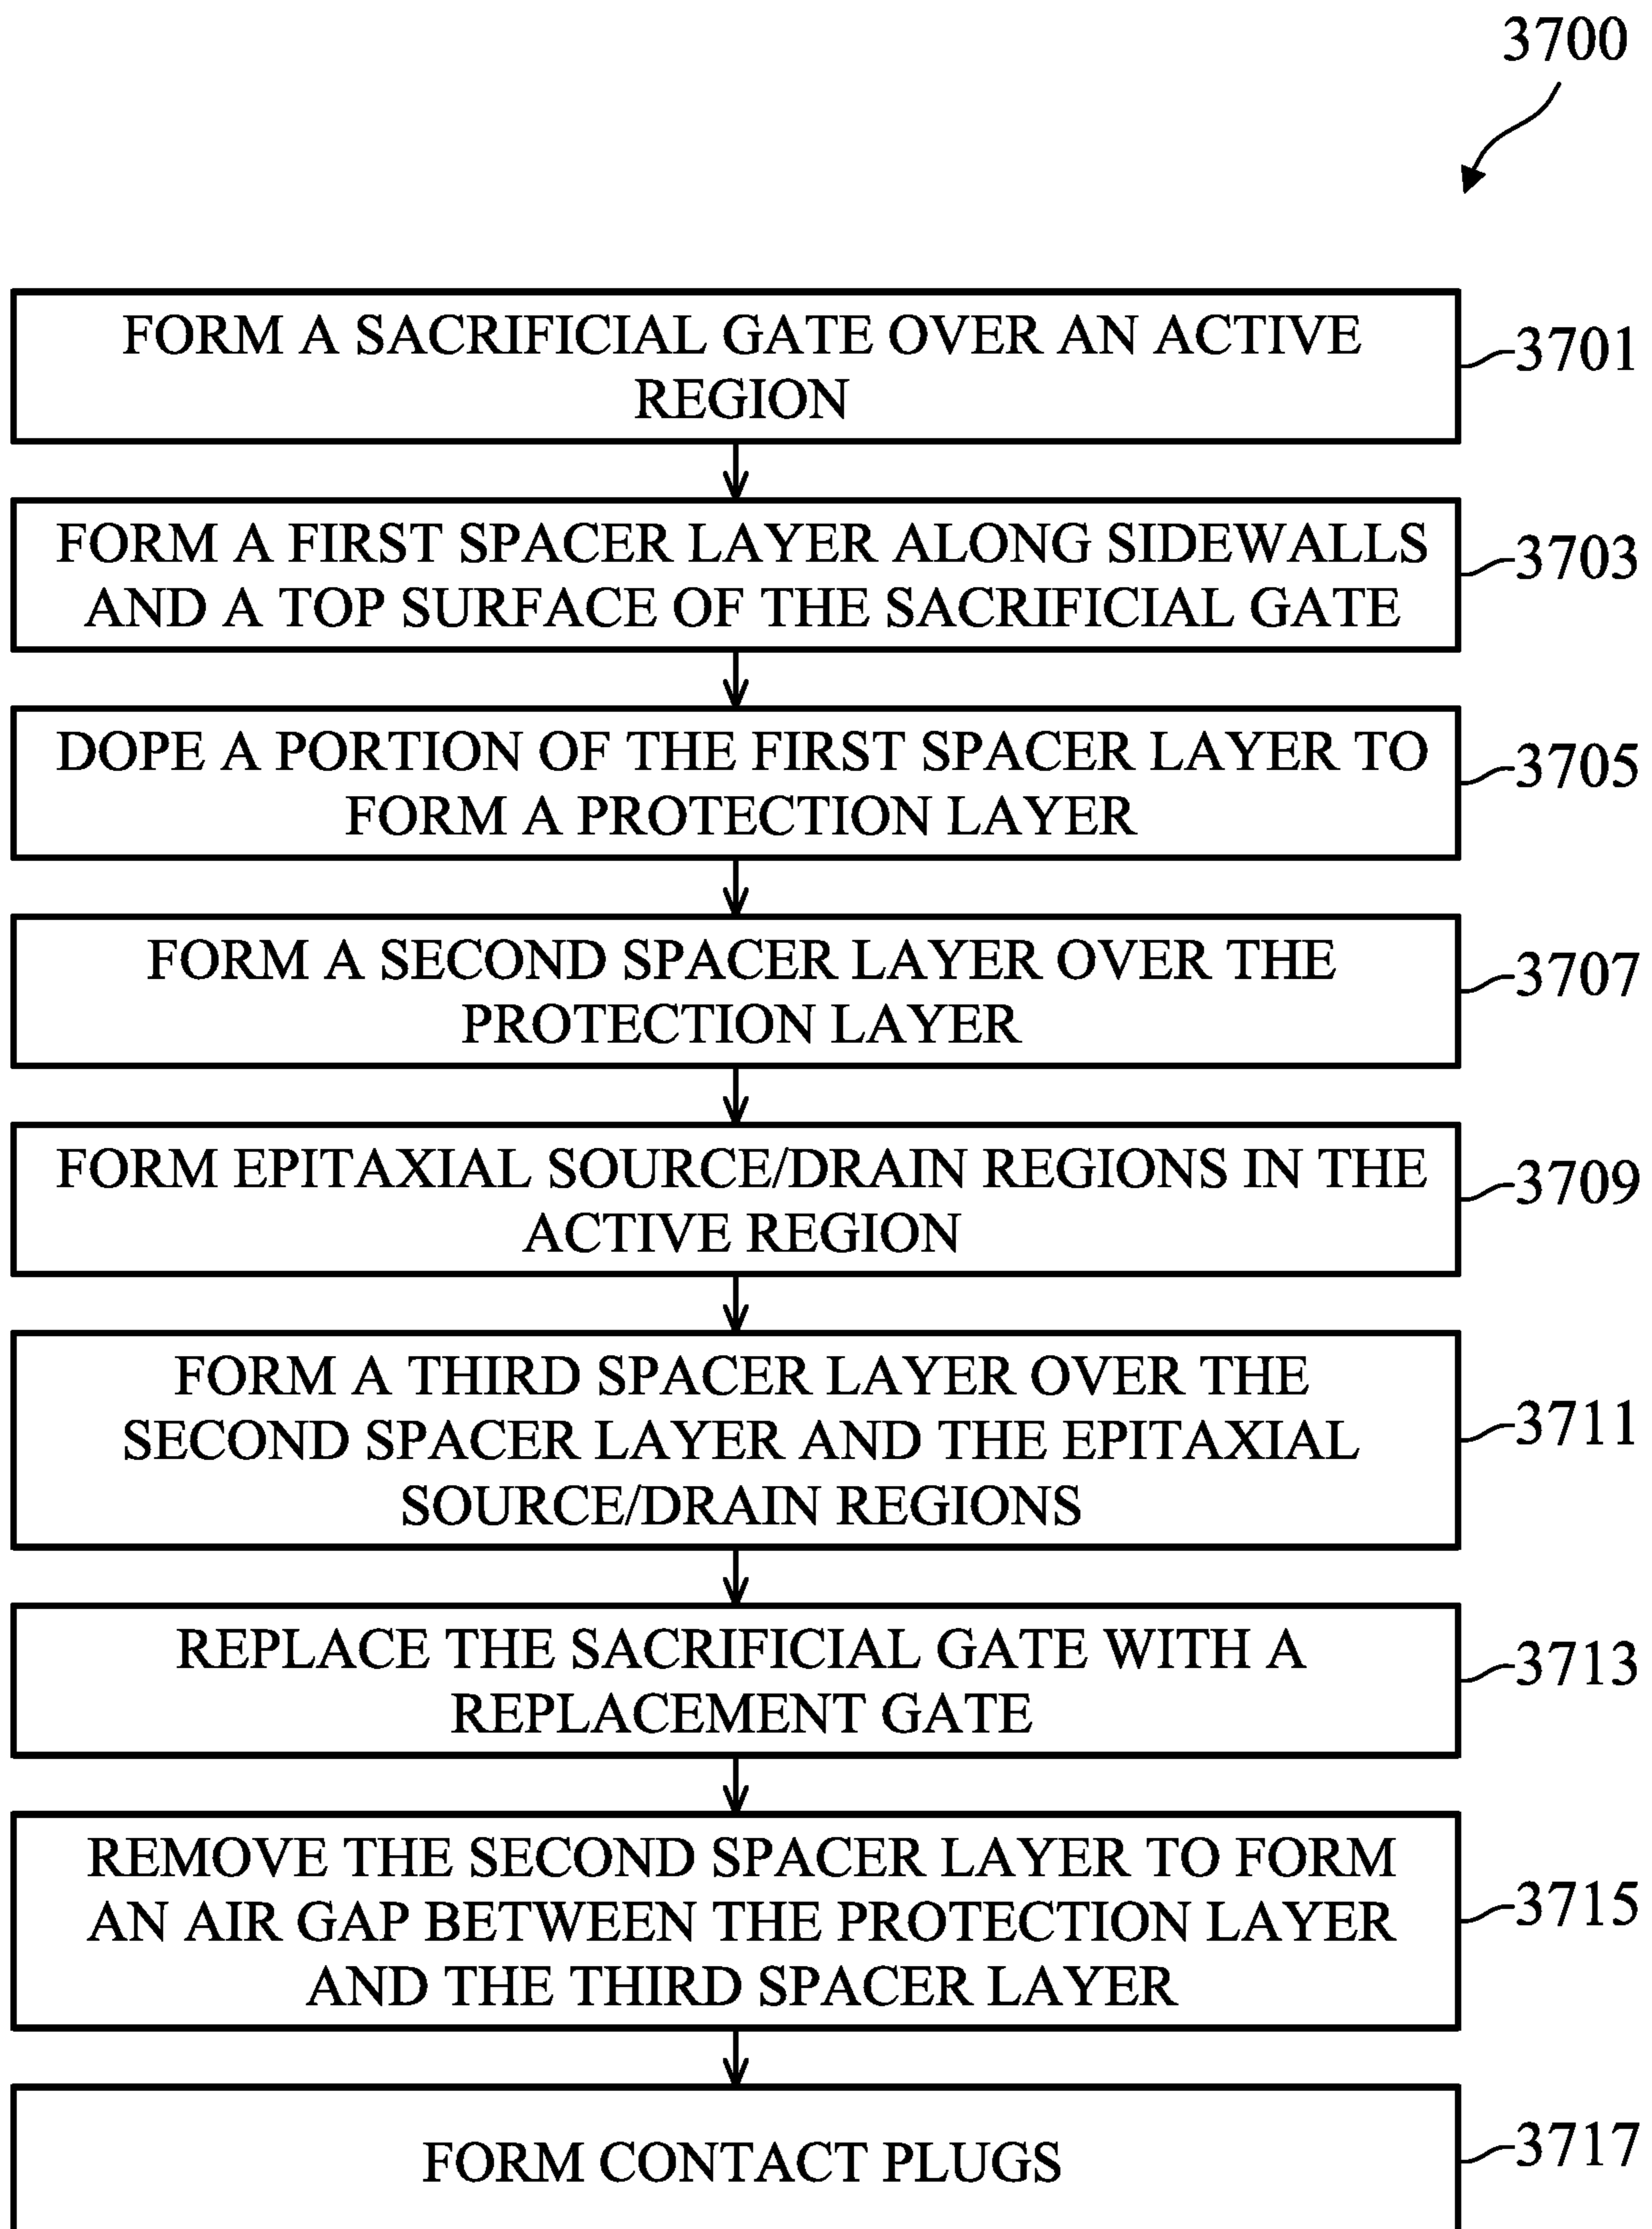 3700
FORM A SACRIFICIAL GATE OVER AN ACTIVE
REGION
3701
FORM A FIRST SPACER LAYER ALONG SIDEWALLS
AND A TOP SURFACE OF THE SACRIFICIAL GATE
3703
DOPE A PORTION OF THE FIRST SPACER LAYER TO
FORM A PROTECTION LAYER
3705
FORM A SECOND SPACER LAYER OVER THE
PROTECTION LAYER
3707
FORM EPITAXIAL SOURCE/DRAIN REGIONS IN THE
ACTIVE REGION
3709
FORM A THIRD SPACER LAYER OVER THE
SECOND SPACER LAYER AND THE EPITAXIAL
SOURCE/DRAIN REGIONS
3711
REPLACE THE SACRIFICIAL GATE WITH A
REPLACEMENT GATE
3713
REMOVE THE SECOND SPACER LAYER TO FORM
AN AIR GAP BETWEEN THE PROTECTION LAYER
AND THE THIRD SPACER LAYER
3715
FORM CONTACT PLUGS
3717